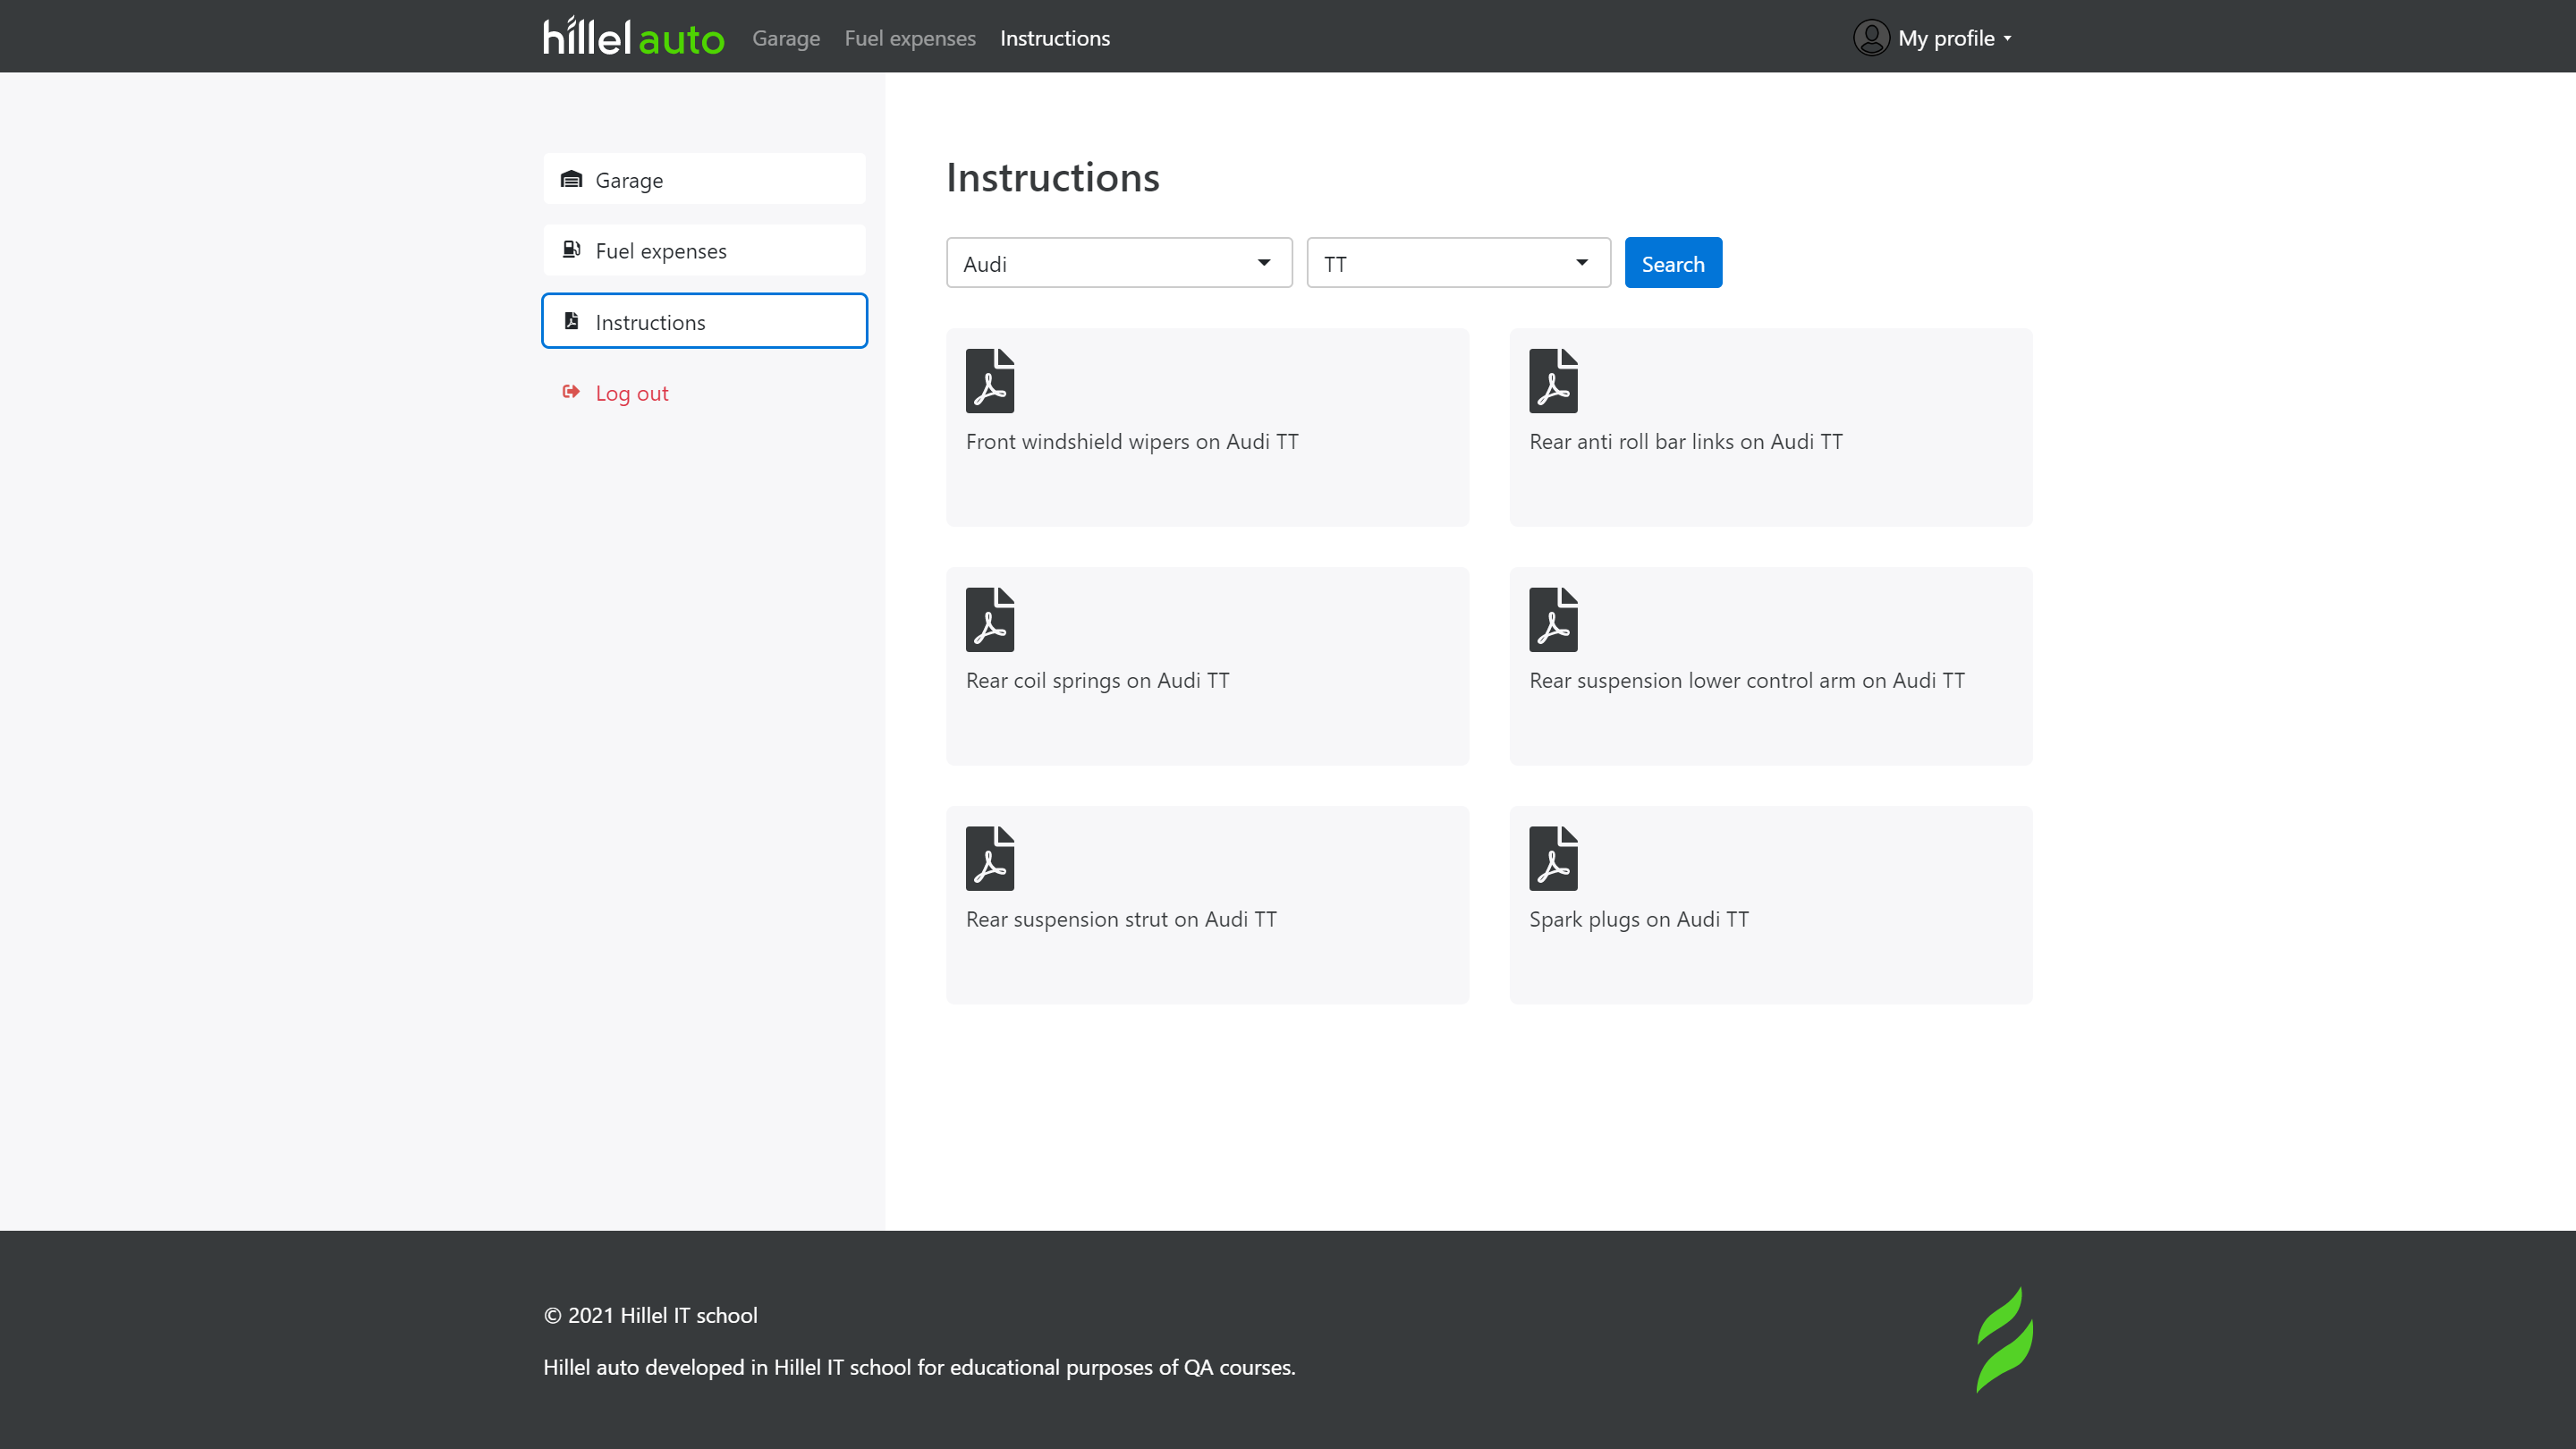 hillel auto Garage Fuel expenses Instructions My profile
Garage
Fuel expenses
Instructions
Log out
Instructions
Audi TT Search
Front windshield wipers on Audi TT
Rear anti roll bar links on Audi TT
Rear coil springs on Audi TT
Rear suspension lower control arm on Audi TT
Rear suspension strut on Audi TT
Spark plugs on Audi TT
© 2021 Hillel IT school
Hillel auto developed in Hillel IT school for educational purposes of QA courses.